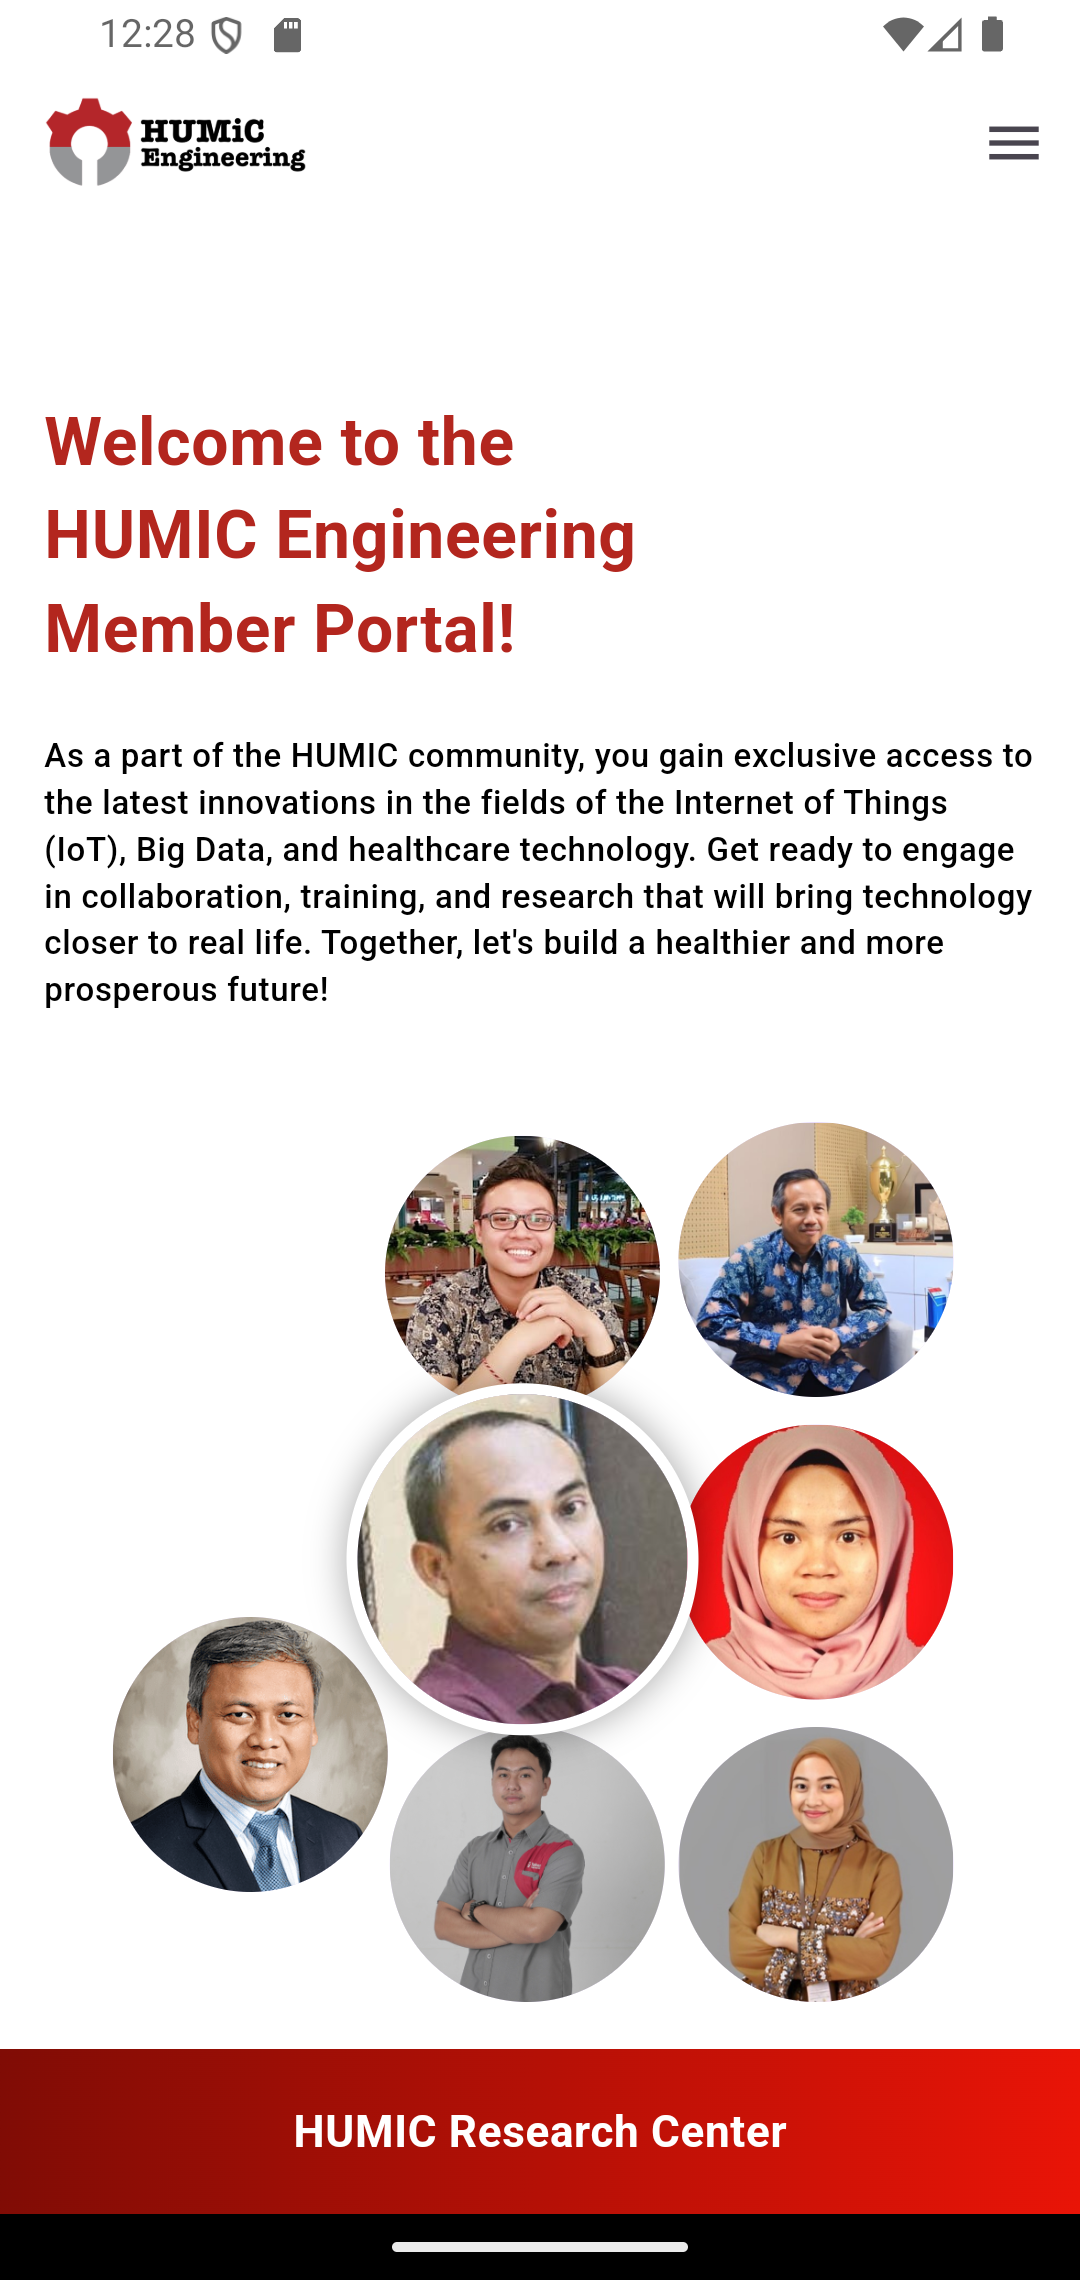 12:28
HUMiC
Engineering
Welcome to the
HUMIC Engineering
Member Portal!
As a part of the HUMIC community, you gain exclusive access to
the latest innovations in the fields of the Internet of Things
(IoT), Big Data, and healthcare technology. Get ready to engage
in collaboration, training, and research that will bring technology
closer to real life. Together, let's build a healthier and more
prosperous future!
HUMIC Research Center